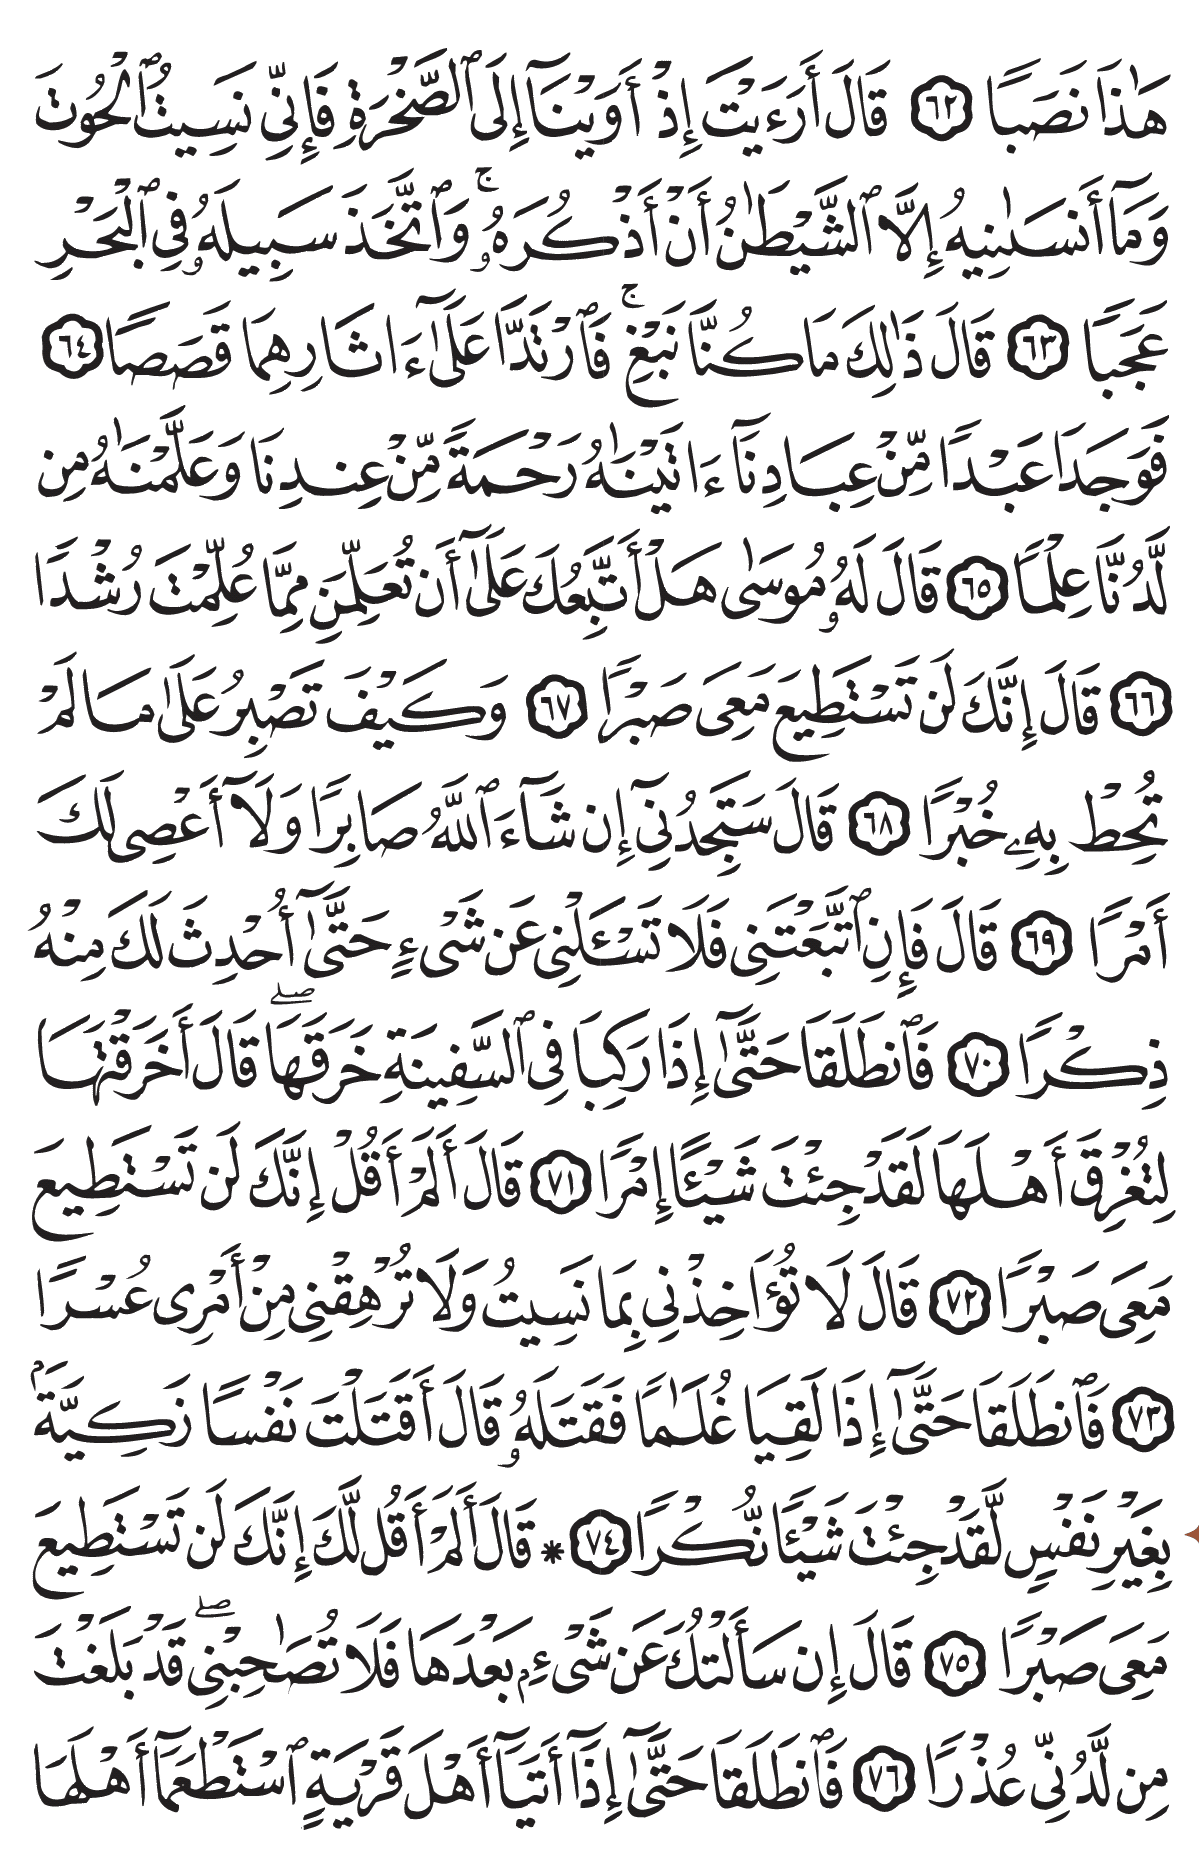 هَـٰذَا نَصَبًا ٦٢ قَالَ أَرَءَيْتَ إِذْ أَوَيْنَآ إِلَى ٱلصَّخْرَةِ فَإِنِّى نَسِيتُ ٱلْحُوتَ
وَمَآ أَنسَىٰنِيهُ إِلَّا ٱلشَّيْطَـٰنُ أَنْ أَذْكُرَهُۥ ۚ وَٱتَّخَذَ سَبِيلَهُۥ فِى ٱلْبَحْرِ
عَجَبًا ٦٣ قَالَ ذَٰلِكَ مَا كُنَّا نَبْغِ ۚ فَٱرْتَدَّا عَلَىٰٓ ءَاثَارِهِمَا قَصَصًا ٦٤
فَوَجَدَا عَبْدًا مِّنْ عِبَادِنَآ ءَاتَيْنَـٰهُ رَحْمَةً مِّنْ عِندِنَا وَعَلَّمْنَـٰهُ مِن
لَّدُنَّا عِلْمًا ٦٥ قَالَ لَهُۥ مُوسَىٰ هَلْ أَتَّبِعُكَ عَلَىٰٓ أَن تُعَلِّمَنِ مِمَّا عُلِّمْتَ رُشْدًا
٦٦ قَالَ إِنَّكَ لَن تَسْتَطِيعَ مَعِىَ صَبْرًا ٦٧ وَكَيْفَ تَصْبِرُ عَلَىٰ مَا لَمْ
تُحِطْ بِهِۦ خُبْرًا ٦٨ قَالَ سَتَجِدُنِىٓ إِن شَآءَ ٱللَّهُ صَابِرًا وَلَآ أَعْصِى لَكَ
أَمْرًا ٦٩ قَالَ فَإِنِ ٱتَّبَعْتَنِى فَلَا تَسْـَٔلْنِى عَن شَىْءٍ حَتَّىٰٓ أُحْدِثَ لَكَ مِنْهُ
ذِكْرًا ٧٠ فَٱنطَلَقَا حَتَّىٰٓ إِذَا رَكِبَا فِى ٱلسَّفِينَةِ خَرَقَهَا ۖ قَالَ أَخَرَقْتَهَا
لِتُغْرِقَ أَهْلَهَا لَقَدْ جِئْتَ شَيْـًٔا إِمْرًا ٧١ قَالَ أَلَمْ أَقُلْ إِنَّكَ لَن تَسْتَطِيعَ
مَعِىَ صَبْرًا ٧٢ قَالَ لَا تُؤَاخِذْنِى بِمَا نَسِيتُ وَلَا تُرْهِقْنِى مِنْ أَمْرِى عُسْرًا
٧٣ فَٱنطَلَقَا حَتَّىٰٓ إِذَا لَقِيَا غُلَـٰمًا فَقَتَلَهُۥ قَالَ أَقَتَلْتَ نَفْسًا زَكِيَّةًۢ
بِغَيْرِ نَفْسٍ لَّقَدْ جِئْتَ شَيْـًٔا نُّكْرًا ٧٤ * قَالَ أَلَمْ أَقُل لَّكَ إِنَّكَ لَن تَسْتَطِيعَ
مَعِىَ صَبْرًا ٧٥ قَالَ إِن سَأَلْتُكَ عَن شَىْءٍۭ بَعْدَهَا فَلَا تُصَـٰحِبْنِى ۖ قَدْ بَلَغْتَ
مِن لَّدُنِّى عُذْرًا ٧٦ فَٱنطَلَقَا حَتَّىٰٓ إِذَآ أَتَيَآ أَهْلَ قَرْيَةٍ ٱسْتَطْعَمَآ أَهْلَهَا